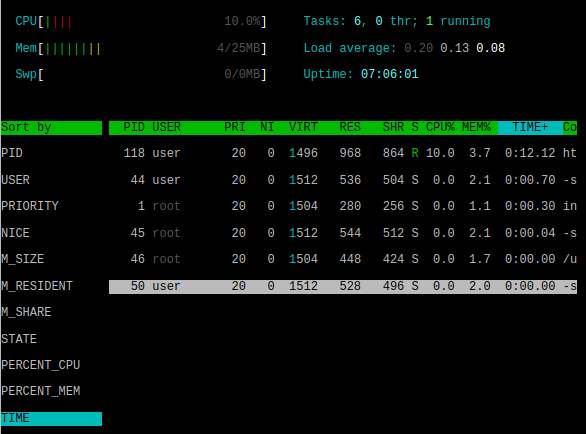 CPU[||||                     10.0%]     Tasks: 6, 0 thr; 1 running
Mem[||||||||                4/25MB]     Load average: 0.20 0.13 0.08
Swp[                         0/0MB]     Uptime: 07:06:01
Sort by   PID USER      PRI  NI  VIRT   RES   SHR S CPU% MEM%   TIME+  Co
PID   118 user       20   0  1496   968   864 R 10.0  3.7  0:12.12 ht
USER   44 user       20   0  1512   536   504 S  0.0  2.1  0:00.70 -s
PRIORITY   1 root       20   0  1504   280   256 S  0.0  1.1  0:00.30 in
NICE   45 root       20   0  1512   544   512 S  0.0  2.1  0:00.04 -s
M_SIZE   46 root       20   0  1504   448   424 S  0.0  1.7  0:00.00 /u
M_RESIDENT   50 user       20   0  1512   528   496 S  0.0  2.0  0:00.00 -s
M_SHARE
STATE
PERCENT_CPU
PERCENT_MEM
TIME